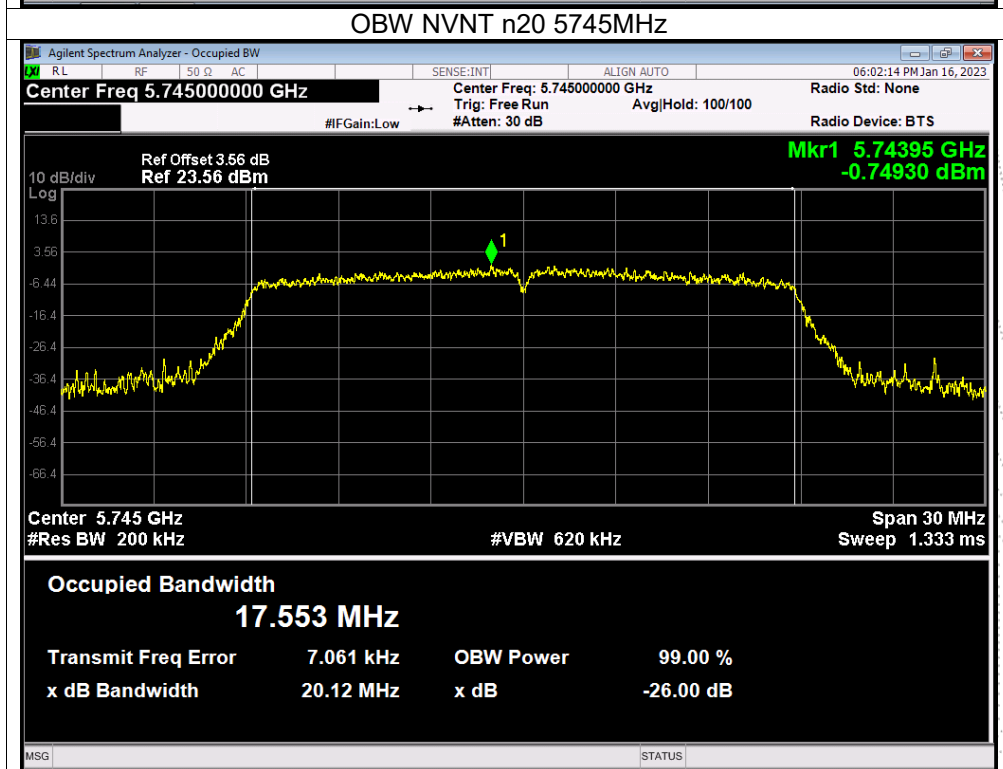 OBW NVNT n20 5745MHz
Agilent Spectrum Analyzer - Occupied BW
LXI RL RF 50 Ω AC SENSE:INT ALIGN AUTO 06:02:14 PM Jan 16, 2023
Center Freq 5.745000000 GHz Center Freq: 5.745000000 GHz Radio Std: None
Trig: Free Run Avg|Hold: 100/100
#IFGain:Low #Atten: 30 dB Radio Device: BTS
Mkr1 5.74395 GHz
-0.74930 dBm
Ref Offset 3.56 dB
10 dB/div Ref 23.56 dBm
Log
13.6
1
3.56
-6.44
-16.4
-26.4
-36.4
-46.4
-56.4
-66.4
Center 5.745 GHz Span 30 MHz
#Res BW 200 kHz #VBW 620 kHz Sweep 1.333 ms
Occupied Bandwidth
17.553 MHz
Transmit Freq Error 7.061 kHz OBW Power 99.00 %
x dB Bandwidth 20.12 MHz x dB -26.00 dB
MSG STATUS